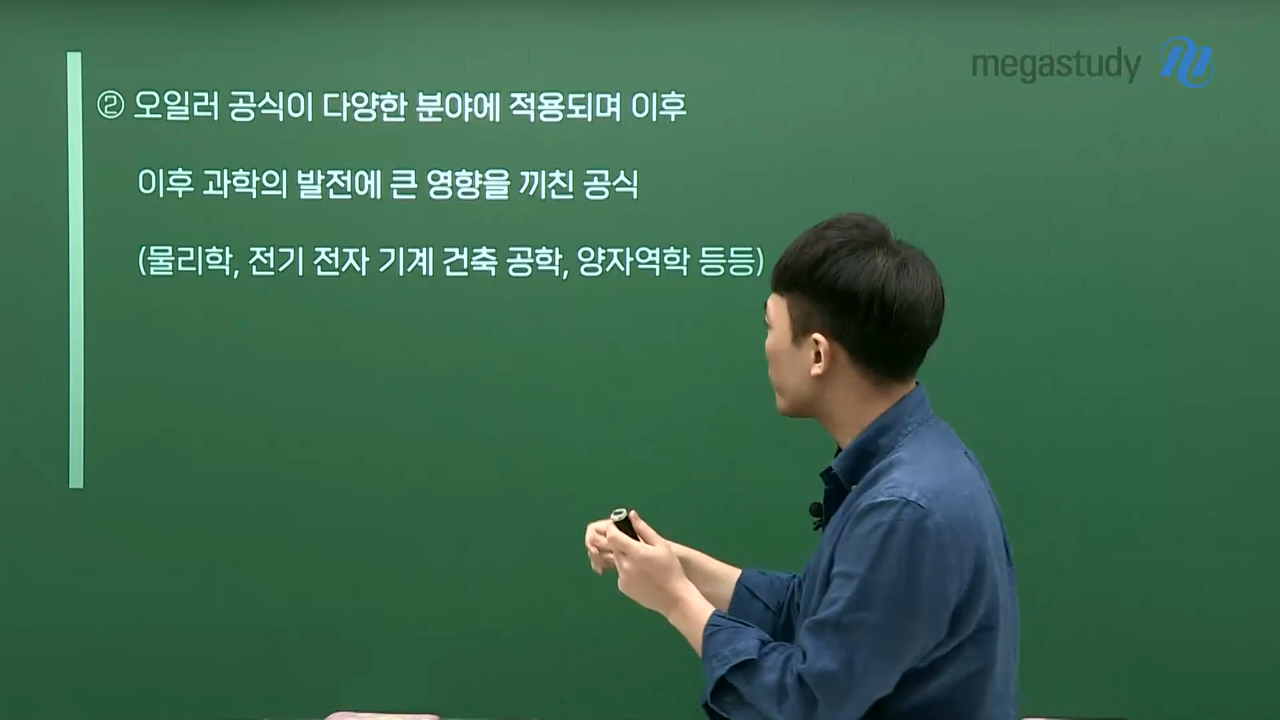 megastudy
② 오일러 공식이 다양한 분야에 적용되며 이후
이후 과학의 발전에 큰 영향을 끼친 공식
(물리학, 전기 전자 기계 건축 공학, 양자역학 등등)